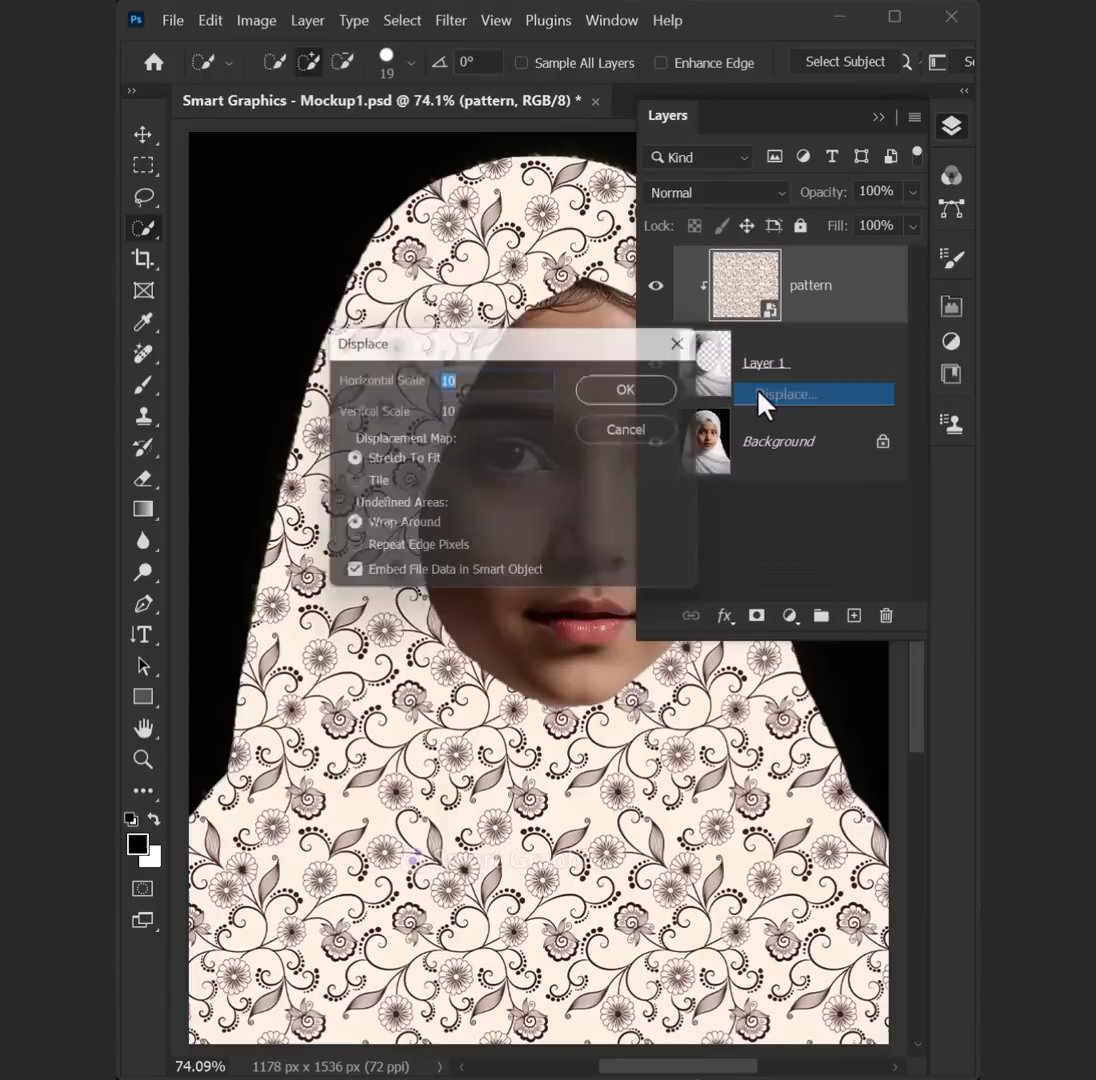 Ps File Edit Image Layer Type Select Filter View Plugins Window Help
19 0° Sample All Layers Enhance Edge Select Subject
Smart Graphics - Mockup1.psd @ 74.1% (pattern, RGB/8) *
Layers
Kind
Normal Opacity: 100%
Lock: Fill: 100%
pattern
Layer 1
Displace...
Background
Displace
Horizontal Scale 10
OK
Vertical Scale 10
Cancel
Displacement Map:
Stretch To Fit
Tile
Undefined Areas:
Wrap Around
Repeat Edge Pixels
Embed File Data in Smart Object
fx
74.09% 1178 px x 1536 px (72 ppi)